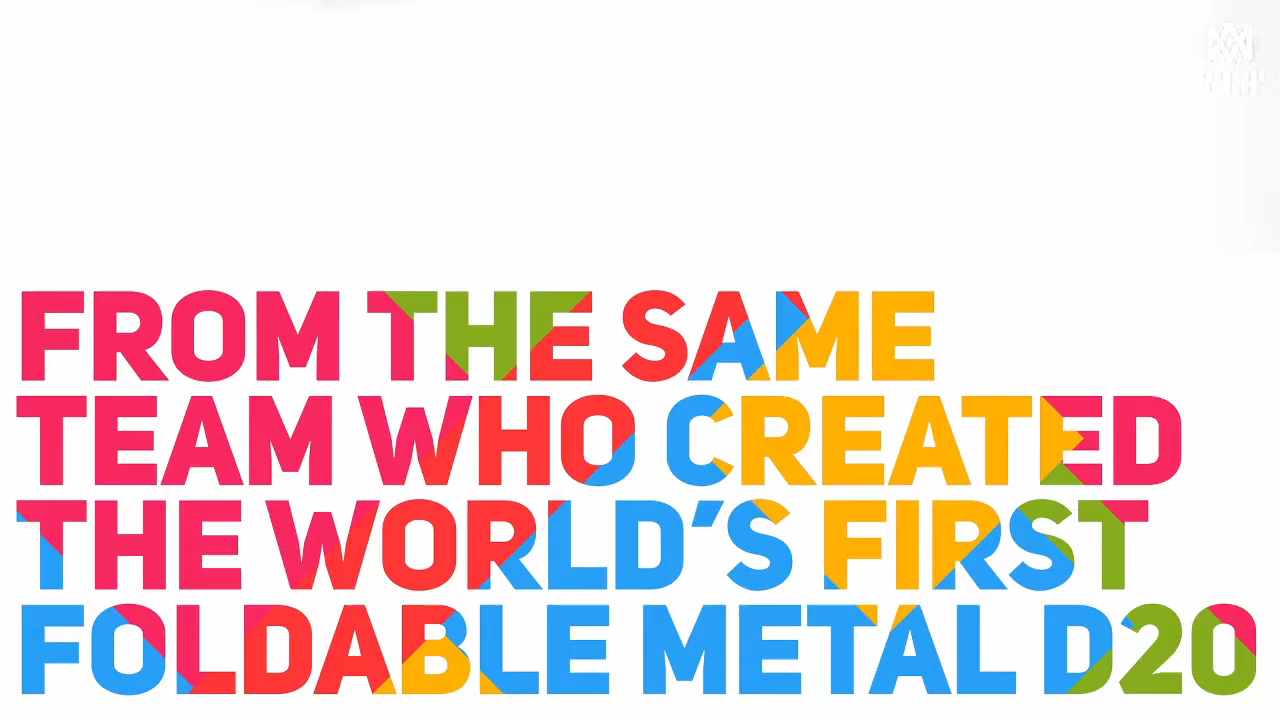 FROM THE SAME
TEAM WHO CREATED
THE WORLD’S FIRST
FOLDABLE METAL D20